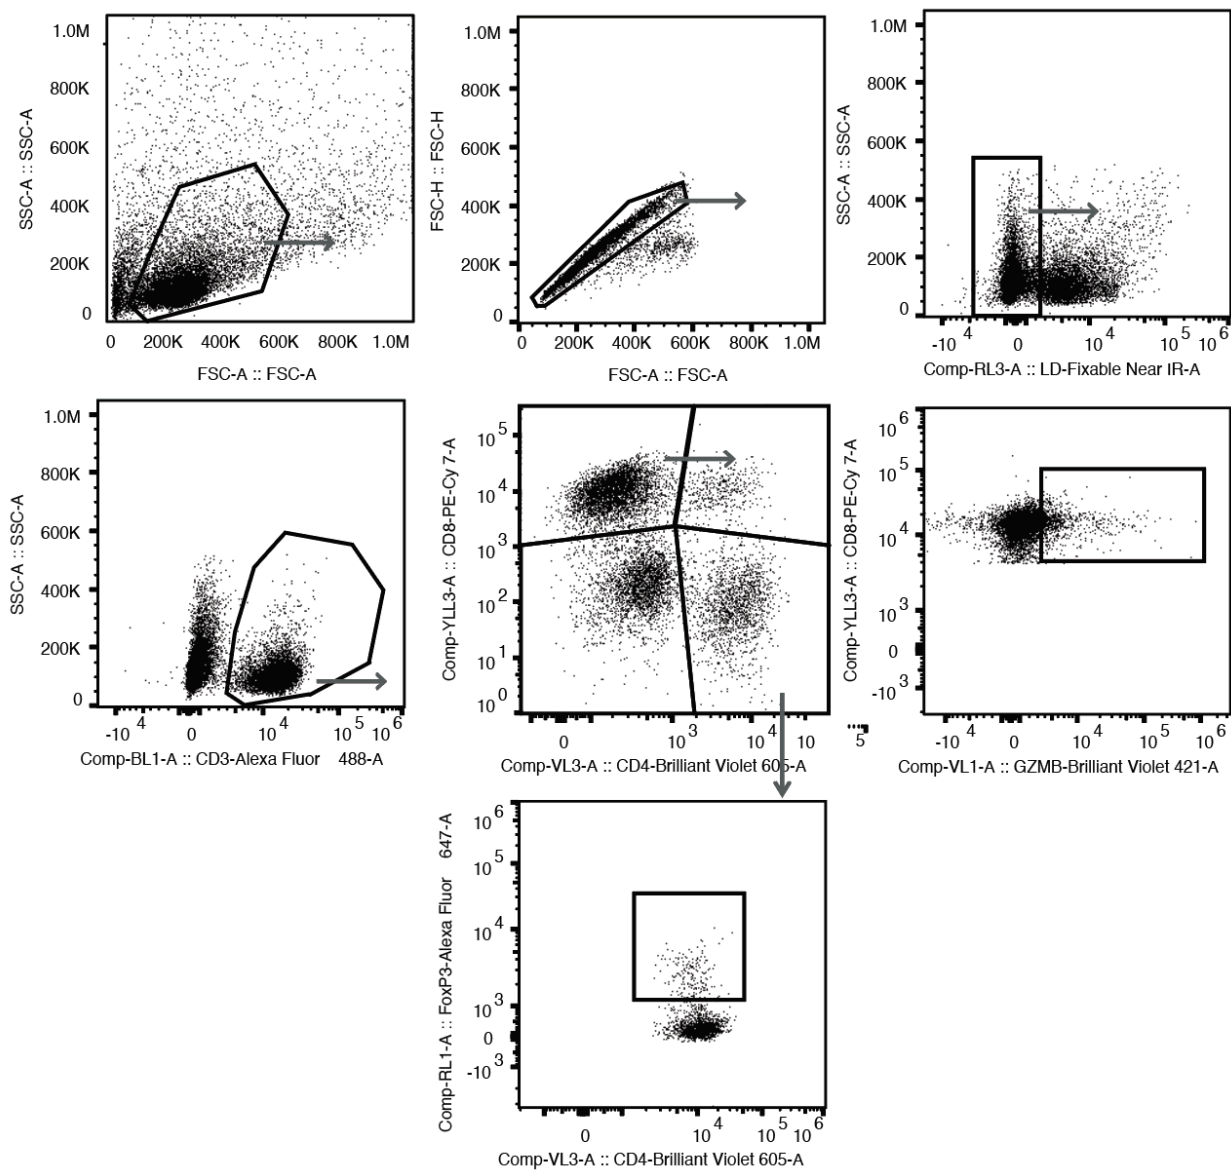 1.0M
800K
600K
400K
200K
0
SSC-A :: SSC-A
0 200K 400K 600K 800K 1.0M
FSC-A :: FSC-A
1.0M
800K
600K
400K
200K
0
FSC-H :: FSC-H
0 200K 400K 600K 800K 1.0M
FSC-A :: FSC-A
1.0M
800K
600K
400K
200K
0
SSC-A :: SSC-A
-10 4 0 10 4 10 5 10 6
Comp-RL3-A :: LD-Fixable Near IR-A
1.0M
800K
600K
400K
200K
0
SSC-A :: SSC-A
-10 4 0 10 4 10 5 10 6
Comp-BL1-A :: CD3-Alexa Fluor 488-A
10 5
10 4
10 3
10 2
10 1
10 0
Comp-YLL3-A :: CD8-PE-Cy 7-A
0 10 3 10 4 10 5
Comp-VL3-A :: CD4-Brilliant Violet 605-A
10 6
10 5
10 4
10 3
0
-10 3
Comp-YLL3-A :: CD8-PE-Cy 7-A
-10 4 0 10 4 10 5 10 6
Comp-VL1-A :: GZMB-Brilliant Violet 421-A
10 6
10 5
10 4
10 3
0
-10 3
Comp-RL1-A :: FoxP3-Alexa Fluor 647-A
0 10 4 10 5 10 6
Comp-VL3-A :: CD4-Brilliant Violet 605-A